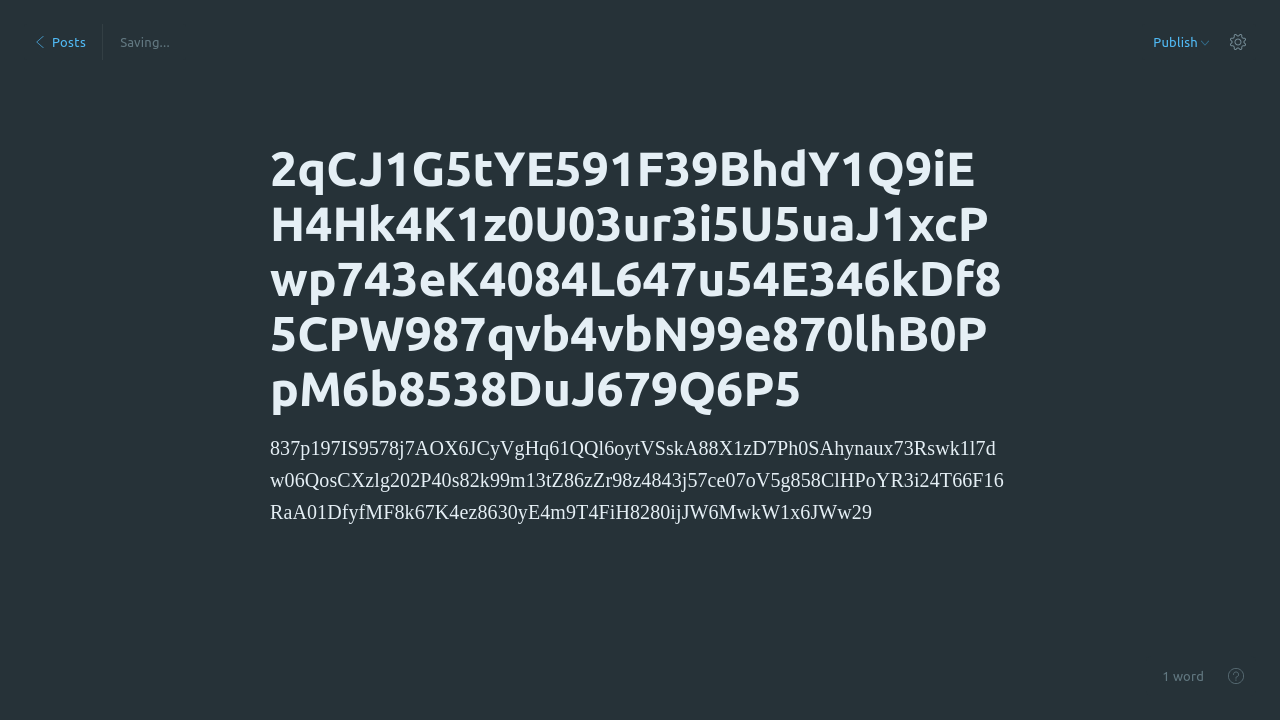 Posts
Saving...
Publish
2qCJ1G5tYE591F39BhdY1Q9iE
H4Hk4K1z0U03ur3i5U5uaJ1xcP
wp743eK4084L647u54E346kDf8
5CPW987qvb4vbN99e870lhB0P
pM6b8538DuJ679Q6P5
837p197IS9578j7AOX6JCyVgHq61QQl6oytVSskA88X1zD7Ph0SAhynaux73Rswk1l7d
w06QosCXzlg202P40s82k99m13tZ86zZr98z4843j57ce07oV5g858ClHPoYR3i24T66F16
RaA01DfyfMF8k67K4ez8630yE4m9T4FiH8280ijJW6MwkW1x6JWw29
1 word